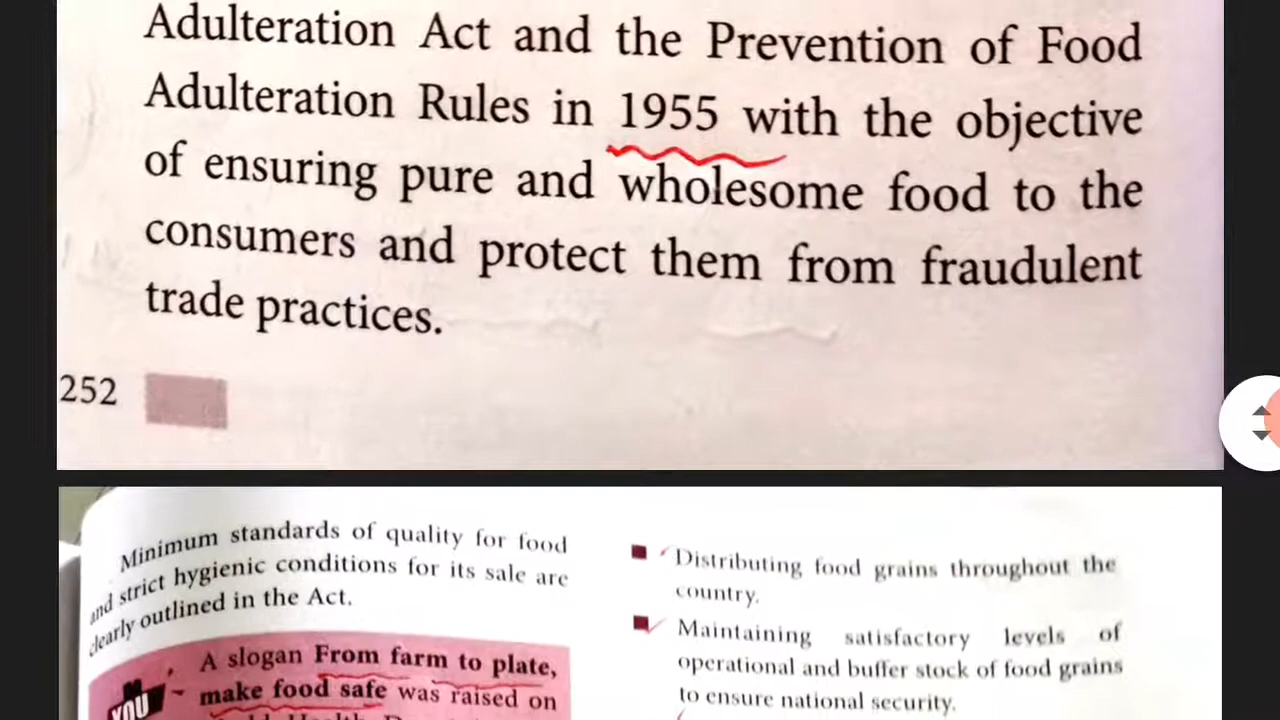 Adulteration Act and the Prevention of Food
Adulteration Rules in 1955 with the objective
of ensuring pure and wholesome food to the
consumers and protect them from fraudulent
trade practices.
252
Minimum standards of quality for food
and strict hygienic conditions for its sale are
clearly outlined in the Act.
A slogan From farm to plate,
make food safe was raised on
YOU
Distributing food grains throughout the
country.
Maintaining satisfactory levels of
operational and buffer stock of food grains
to ensure national security.